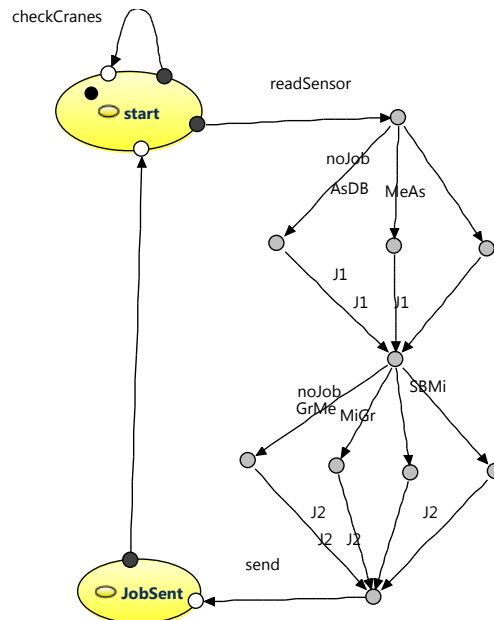 checkCranes
readSensor
start
noJob
AsDB
MeAs
J1
J1
J1
noJob
GrMe
MiGr
SBMi
J2
J2
J2
J2
send
JobSent